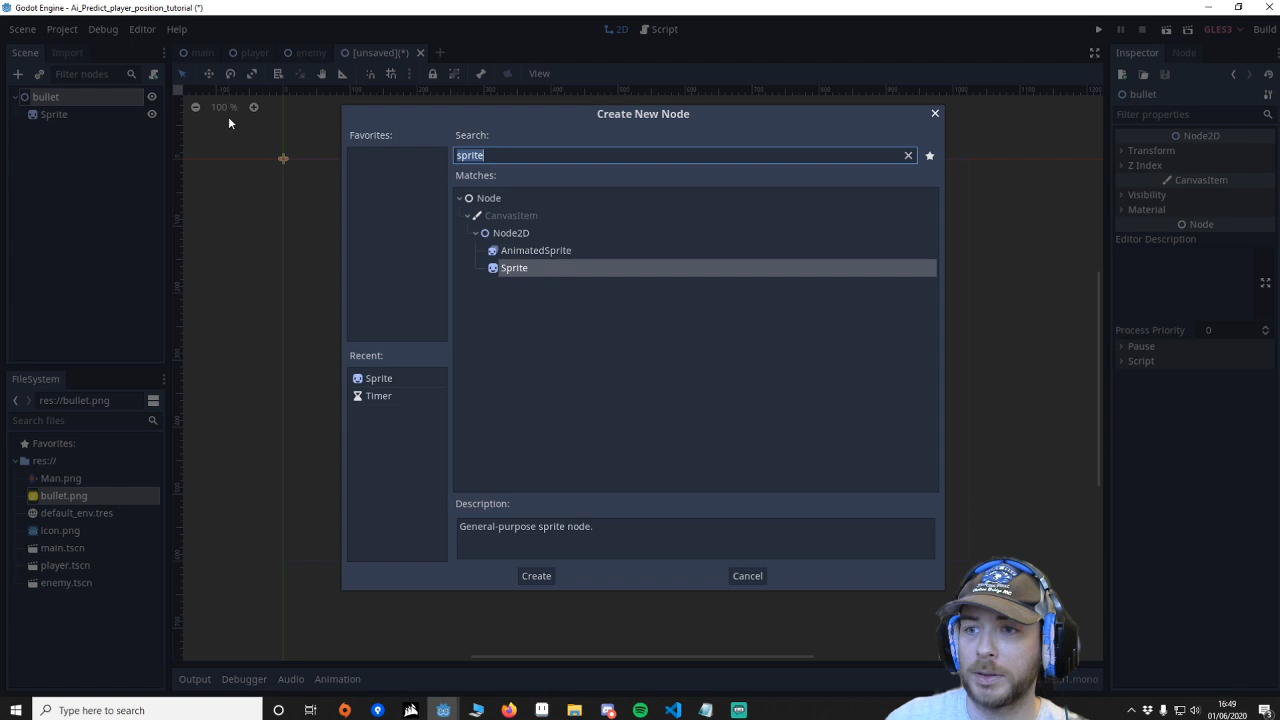 Godot Engine - Ai_Predict_player_position_tutorial (*)
Scene Project Debug Editor Help
2D Script
GLES3 Build
Scene Import
main player enemy [unsaved](*)
Inspector Node
Filter nodes
View
bullet
Sprite
100 %
bullet
Filter properties
Node2D
Transform
Z Index
CanvasItem
Visibility
Material
Node
Editor Description
Process Priority 0
Pause
Script
Create New Node
Favorites:
Search:
sprite
Matches:
Node
CanvasItem
Node2D
AnimatedSprite
Sprite
Recent:
Sprite
Timer
Description:
General-purpose sprite node.
Create Cancel
FileSystem
res://bullet.png
Search files
Favorites:
res://
Man.png
bullet.png
default_env.tres
icon.png
main.tscn
player.tscn
enemy.tscn
Output Debugger Audio Animation
Type here to search
16:49
01/06/2020